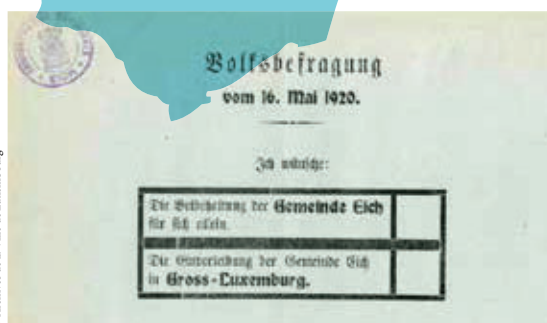 Volksbefragung
vom 16. Mai 1920.
Ich wünsche:
Die Beibehaltung der Gemeinde Eich
für sich allein.
Die Einverleibung der Gemeinde Eich
in Gross-Luxemburg.